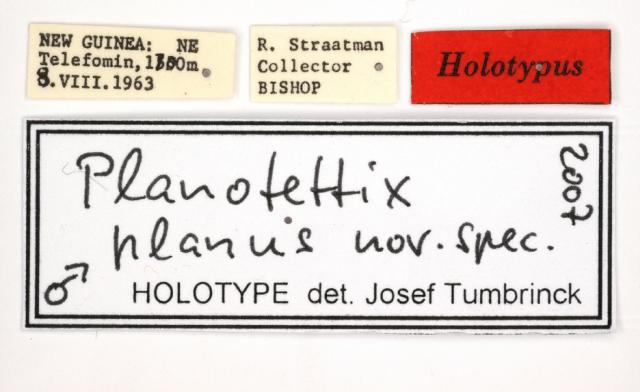 NEW GUINEA: NE
Telefomin, 1300m
8.VIII.1963
R. Straatman
Collector
BISHOP
Holotypus
Planotettix
planus nov. spec.
2007
♂ HOLOTYPE det. Josef Tumbrinck